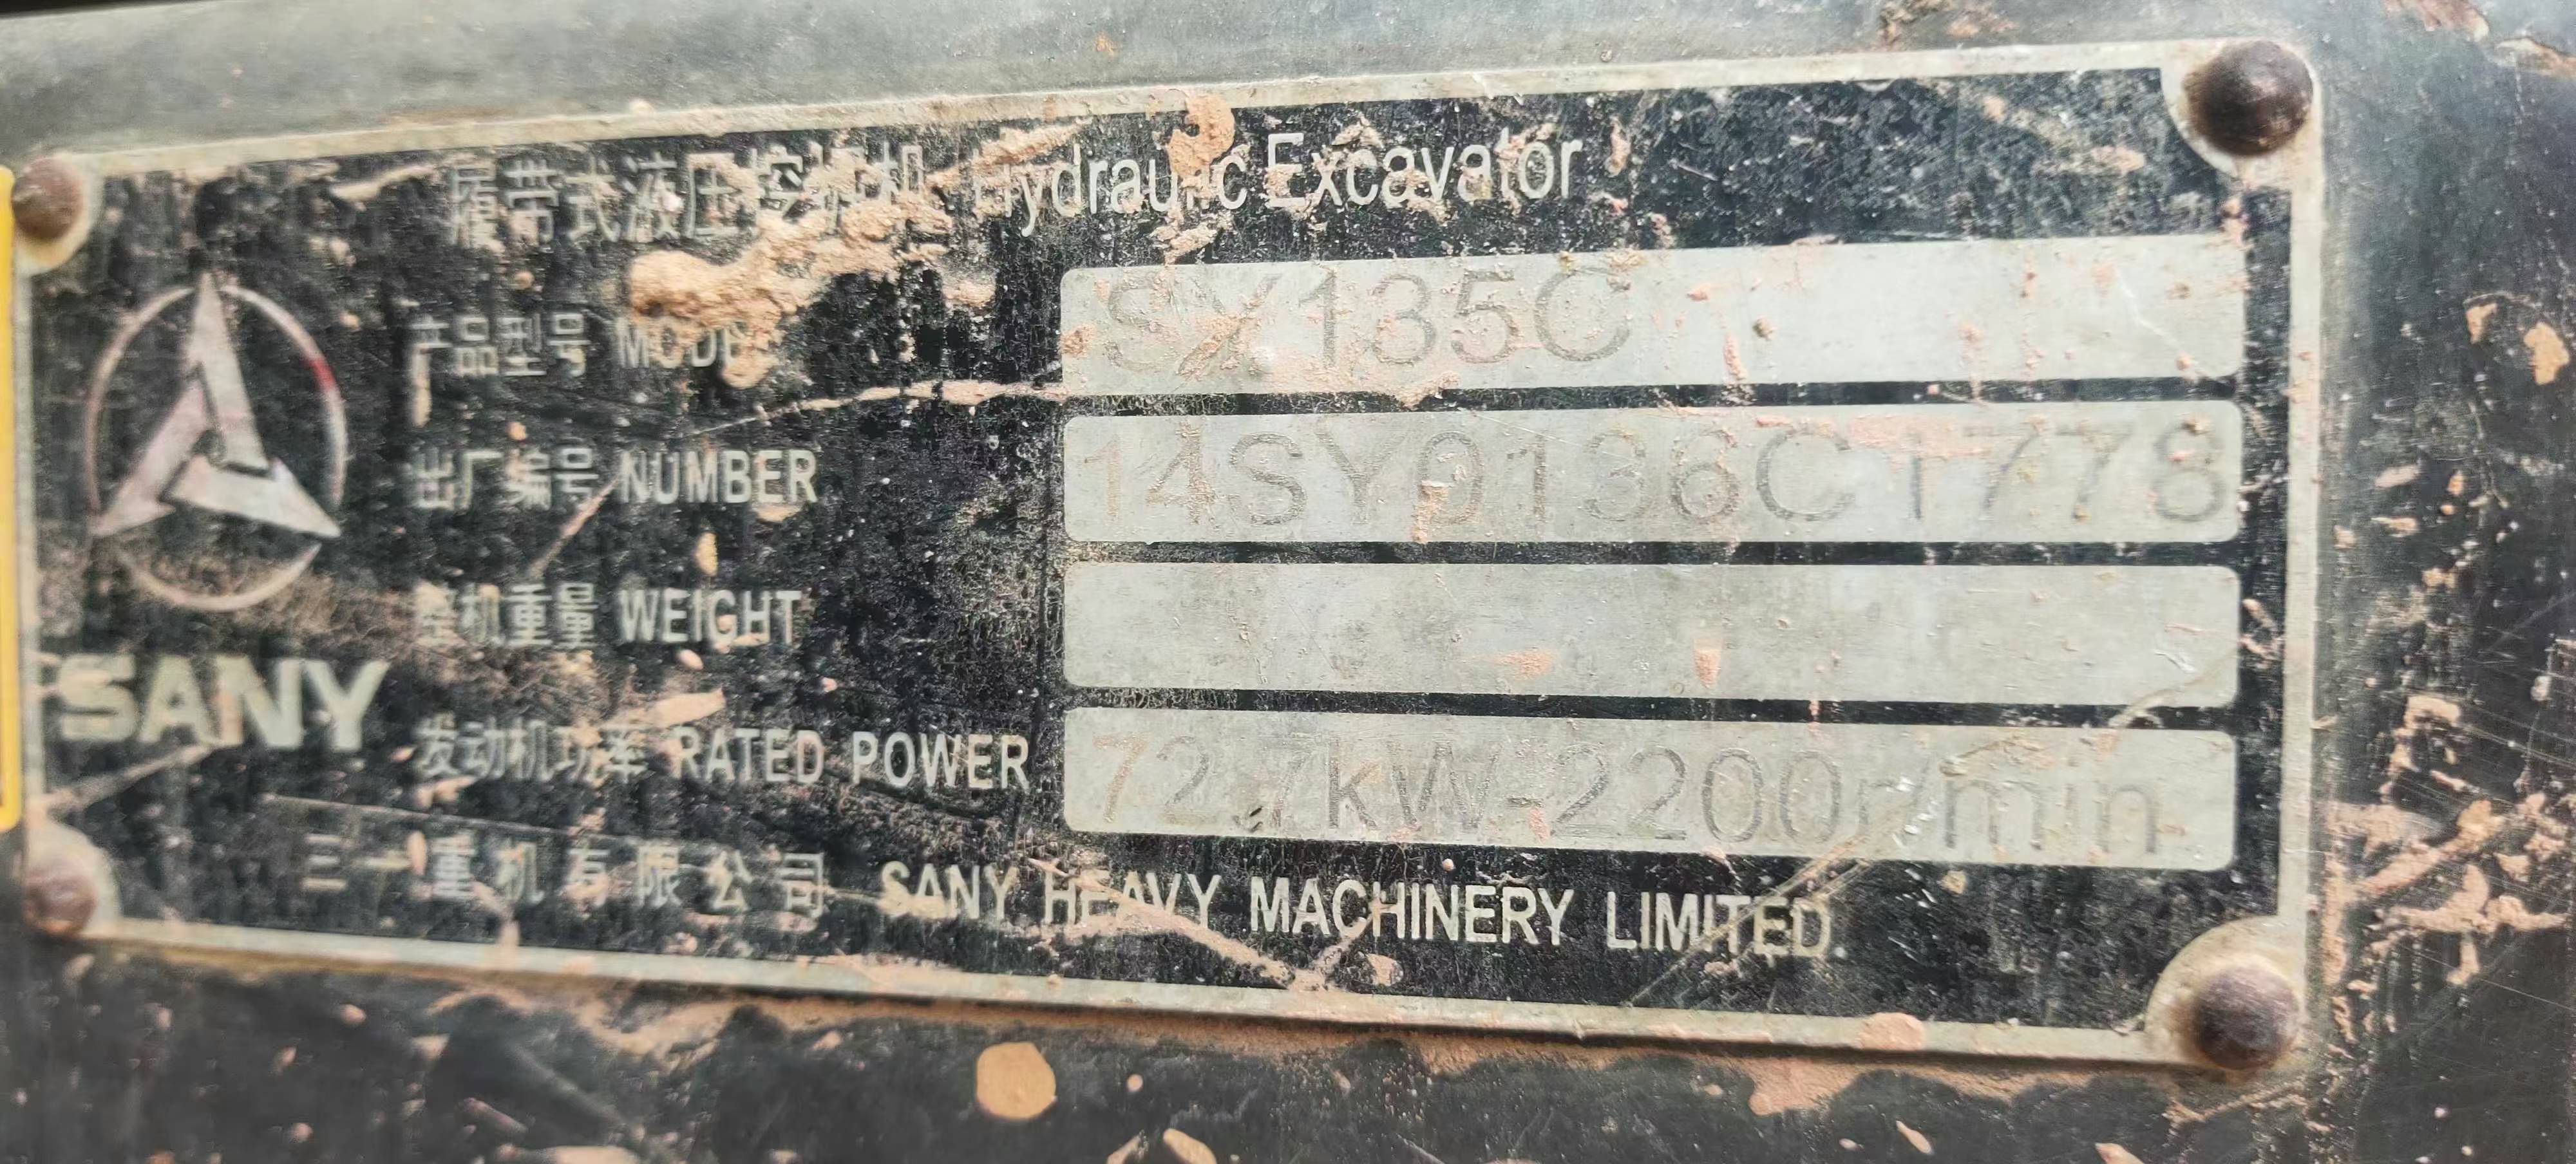 履带式液压挖掘机 Hydraulic Excavator
产品型号 MODEL SY135C
出厂编号 NUMBER 14SY0136C1778
整机重量 WEIGHT
发动机功率 RATED POWER 72.7kW-2200r/min
SANY
三一重机有限公司 SANY HEAVY MACHINERY LIMITED.